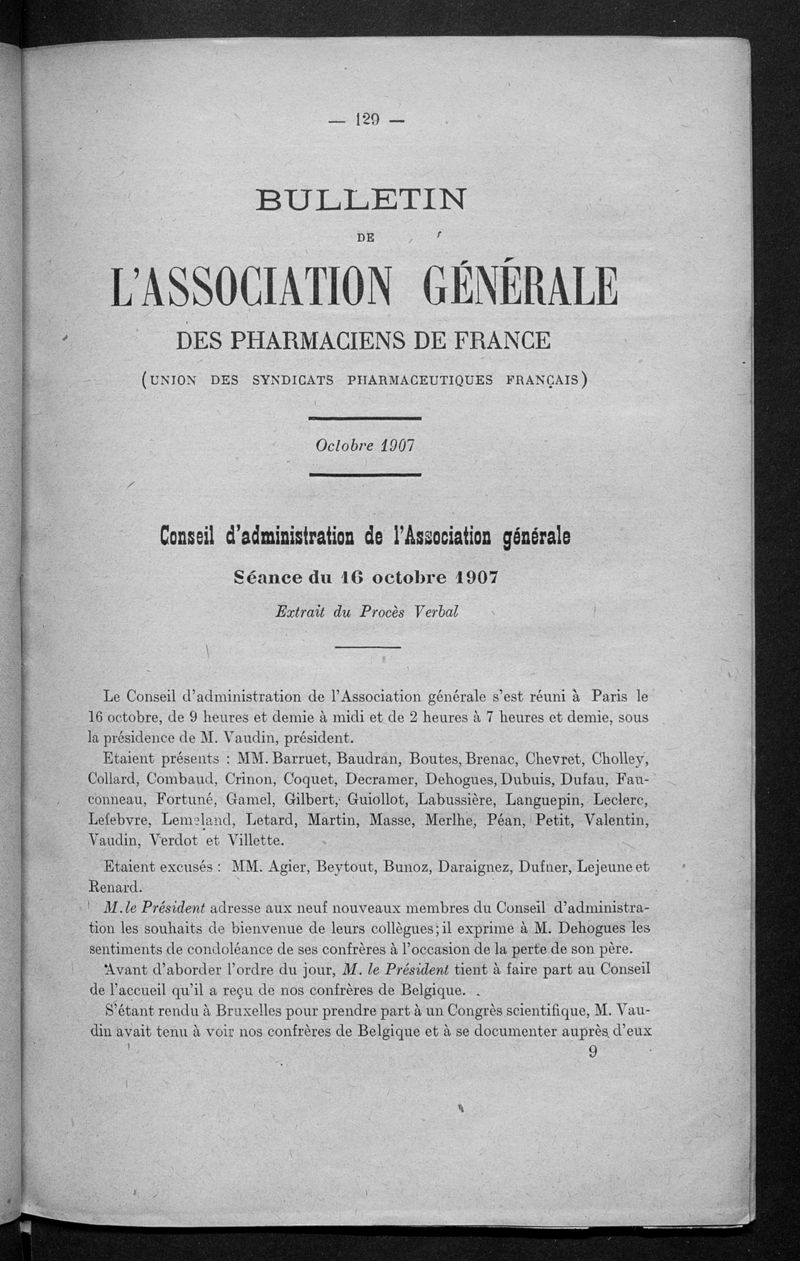 — 129 —
BULLETIN
DE
L'ASSOCIATION GÉNÉRALE
DES PHARMACIENS DE FRANCE
(UNION DES SYNDICATS PHARMACEUTIQUES FRANÇAIS)
Octobre 1907
Conseil d'administration de l'Association générale
Séance du 16 octobre 1907
Extrait du Procès Verbal
Le Conseil d'administration de l'Association générale s'est réuni à Paris le
16 octobre, de 9 heures et demie à midi et de 2 heures à 7 heures et demie, sous
la présidence de M. Vaudin, président.
Etaient présents : MM. Barruet, Baudran, Boutes, Brenac, Chevret, Cholley,
Collard, Combaud, Crinon, Coquet, Decramer, Dehogues, Dubuis, Dufau, Fau-
conneau, Fortuné, Gamel, Gilbert, Guiollot, Labussière, Languepin, Leclerc,
Lefebvre, Lemeland, Letard, Martin, Masse, Merlhe, Péan, Petit, Valentin,
Vaudin, Verdot et Villette.
Etaient excusés : MM. Agier, Beytout, Bunoz, Daraignez, Dufner, Lejeune et
Renard.
M. le Président adresse aux neuf nouveaux membres du Conseil d'administra-
tion les souhaits de bienvenue de leurs collègues; il exprime à M. Dehogues les
sentiments de condoléance de ses confrères à l'occasion de la perte de son père.
Avant d'aborder l'ordre du jour, M. le Président tient à faire part au Conseil
de l'accueil qu'il a reçu de nos confrères de Belgique.
S'étant rendu à Bruxelles pour prendre part à un Congrès scientifique, M. Vau-
din avait tenu à voir nos confrères de Belgique et à se documenter auprès d'eux
9